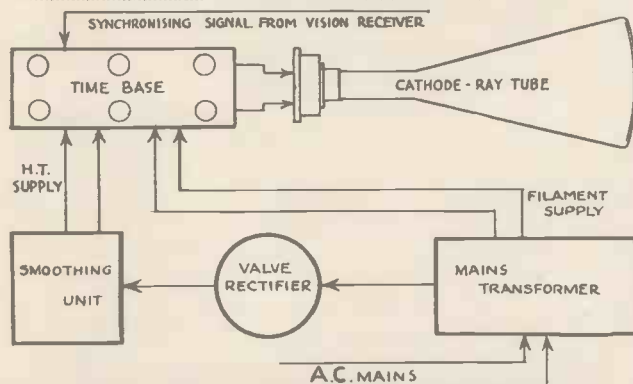 SYNCHRONISING SIGNAL FROM VISION RECEIVER
TIME BASE
CATHODE-RAY TUBE
H.T.
SUPPLY
FILAMENT
SUPPLY
SMOOTHING
UNIT
VALVE
RECTIFIER
MAINS
TRANSFORMER
A.C. MAINS